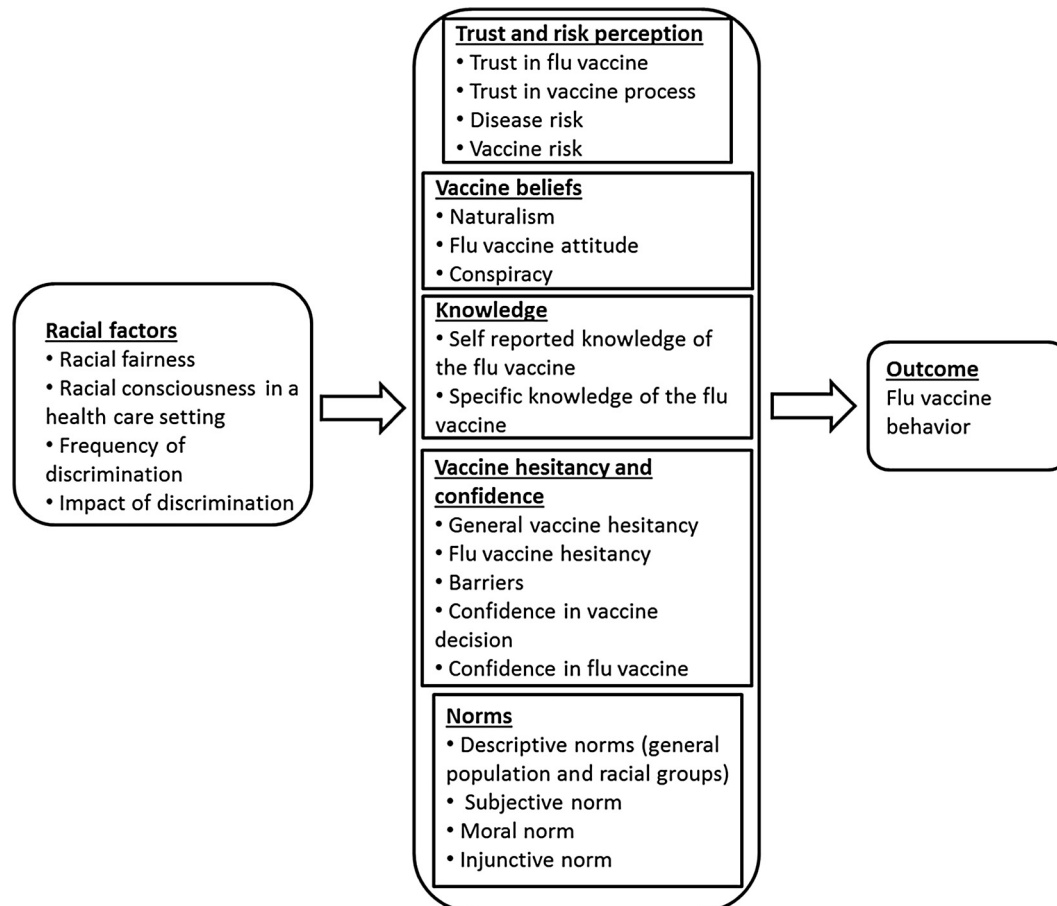 Trust and risk perception
• Trust in flu vaccine
• Trust in vaccine process
• Disease risk
• Vaccine risk
Vaccine beliefs
• Naturalism
• Flu vaccine attitude
• Conspiracy
Racial factors
• Racial fairness
• Racial consciousness in a
health care setting
• Frequency of
discrimination
• Impact of discrimination
Knowledge
• Self reported knowledge of
the flu vaccine
• Specific knowledge of the flu
vaccine
Vaccine hesitancy and
confidence
• General vaccine hesitancy
• Flu vaccine hesitancy
• Barriers
• Confidence in vaccine
decision
• Confidence in flu vaccine
Norms
• Descriptive norms (general
population and racial groups)
• Subjective norm
• Moral norm
• Injunctive norm
Outcome
Flu vaccine
behavior